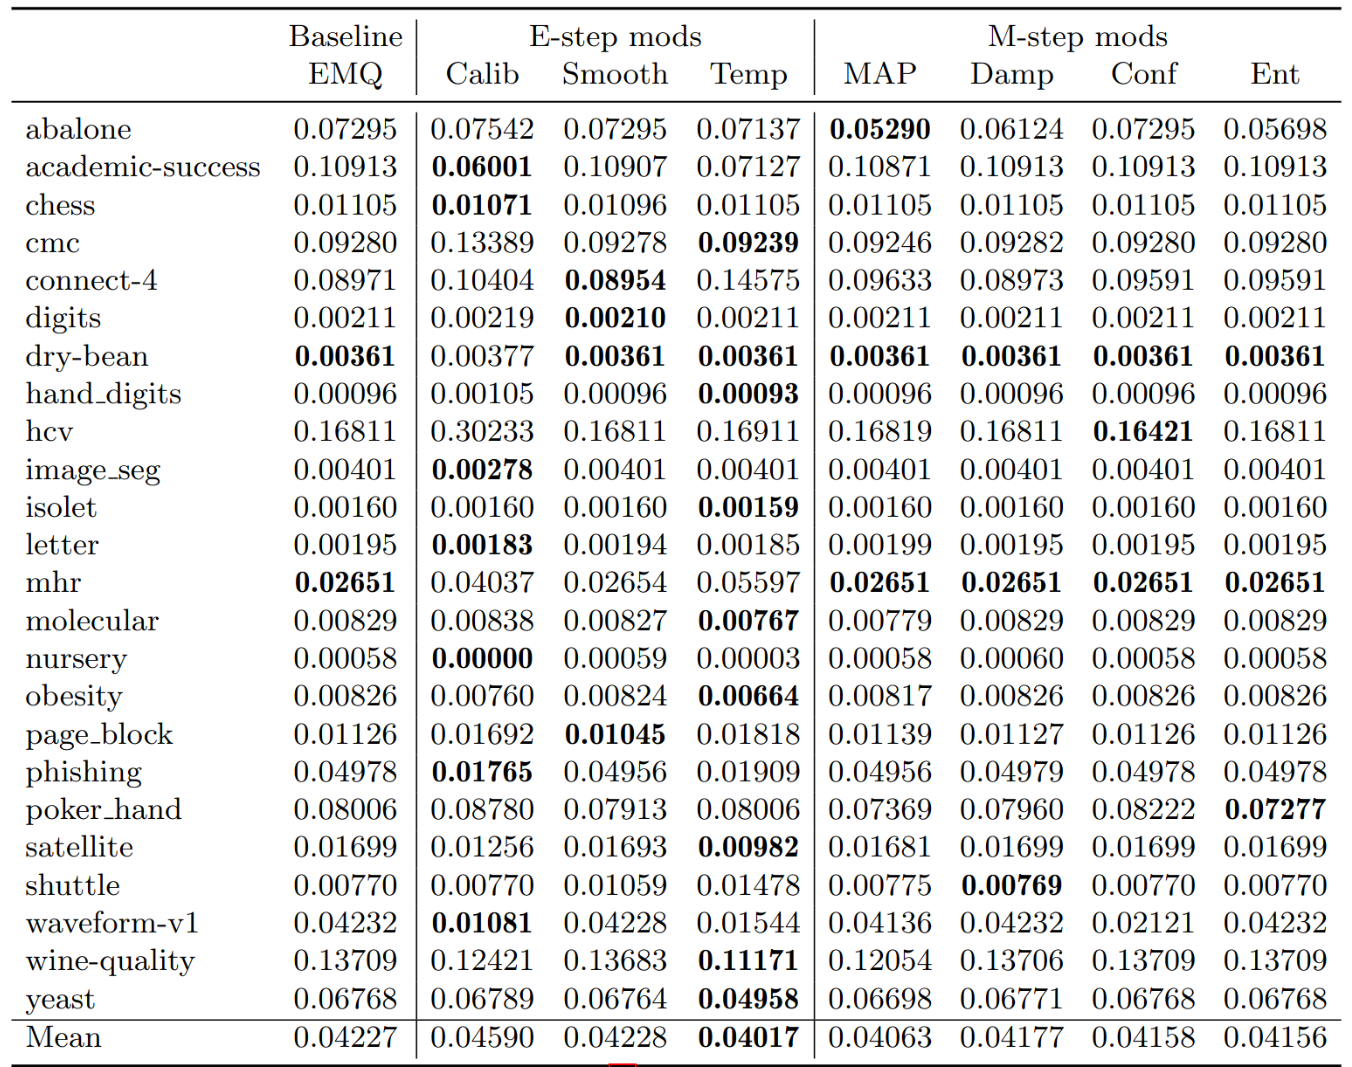 Baseline E-step mods M-step mods
EMQ Calib Smooth Temp MAP Damp Conf Ent
abalone 0.07295 0.07542 0.07295 0.07137 0.05290 0.06124 0.07295 0.05698
academic-success 0.10913 0.06001 0.10907 0.07127 0.10871 0.10913 0.10913 0.10913
chess 0.01105 0.01071 0.01096 0.01105 0.01105 0.01105 0.01105 0.01105
cmc 0.09280 0.13389 0.09278 0.09239 0.09246 0.09282 0.09280 0.09280
connect-4 0.08971 0.10404 0.08954 0.14575 0.09633 0.08973 0.09591 0.09591
digits 0.00211 0.00219 0.00210 0.00211 0.00211 0.00211 0.00211 0.00211
dry-bean 0.00361 0.00377 0.00361 0.00361 0.00361 0.00361 0.00361 0.00361
hand_digits 0.00096 0.00105 0.00096 0.00093 0.00096 0.00096 0.00096 0.00096
hcv 0.16811 0.30233 0.16811 0.16911 0.16819 0.16811 0.16421 0.16811
image_seg 0.00401 0.00278 0.00401 0.00401 0.00401 0.00401 0.00401 0.00401
isolet 0.00160 0.00160 0.00160 0.00159 0.00160 0.00160 0.00160 0.00160
letter 0.00195 0.00183 0.00194 0.00185 0.00199 0.00195 0.00195 0.00195
mhr 0.02651 0.04037 0.02654 0.05597 0.02651 0.02651 0.02651 0.02651
molecular 0.00829 0.00838 0.00827 0.00767 0.00779 0.00829 0.00829 0.00829
nursery 0.00058 0.00000 0.00059 0.00003 0.00058 0.00060 0.00058 0.00058
obesity 0.00826 0.00760 0.00824 0.00664 0.00817 0.00826 0.00826 0.00826
page_block 0.01126 0.01692 0.01045 0.01818 0.01139 0.01127 0.01126 0.01126
phishing 0.04978 0.01765 0.04956 0.01909 0.04956 0.04979 0.04978 0.04978
poker_hand 0.08006 0.08780 0.07913 0.08006 0.07369 0.07960 0.08222 0.07277
satellite 0.01699 0.01256 0.01693 0.00982 0.01681 0.01699 0.01699 0.01699
shuttle 0.00770 0.00770 0.01059 0.01478 0.00775 0.00769 0.00770 0.00770
waveform-v1 0.04232 0.01081 0.04228 0.01544 0.04136 0.04232 0.02121 0.04232
wine-quality 0.13709 0.12421 0.13683 0.11171 0.12054 0.13706 0.13709 0.13709
yeast 0.06768 0.06789 0.06764 0.04958 0.06698 0.06771 0.06768 0.06768
Mean 0.04227 0.04590 0.04228 0.04017 0.04063 0.04177 0.04158 0.04156